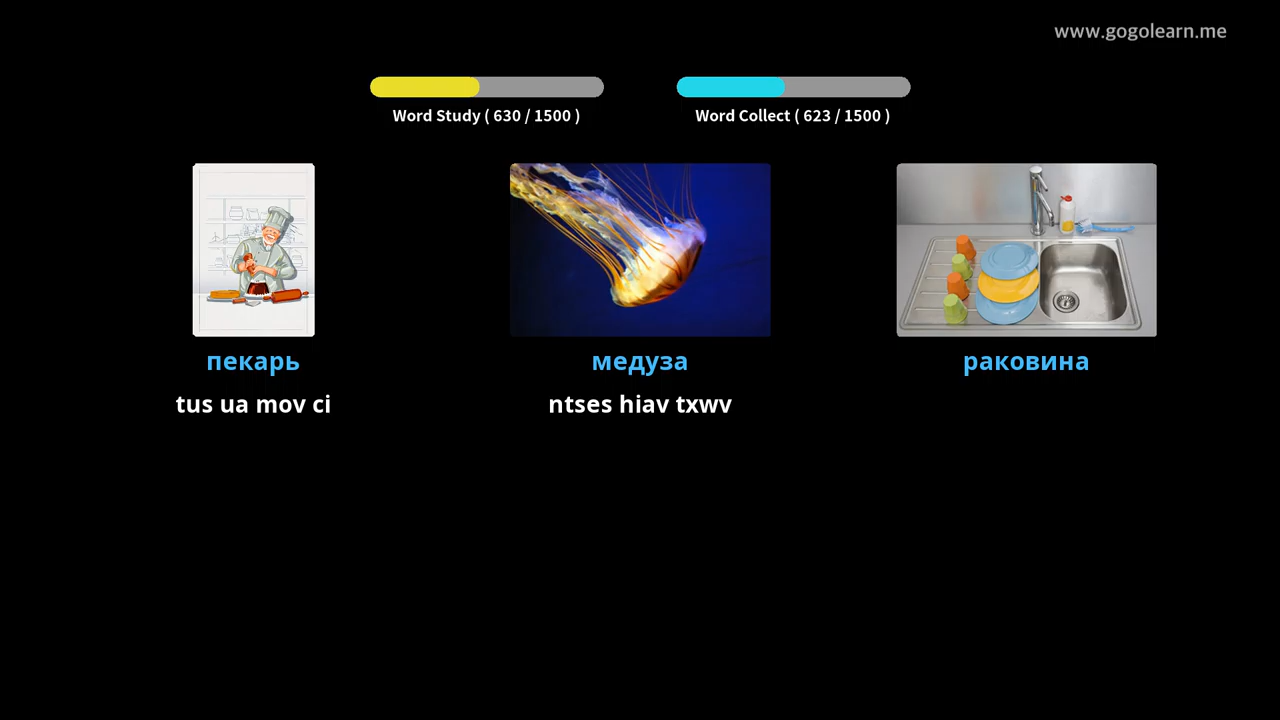 www.gogolearn.me
Word Study ( 630 / 1500 )
Word Collect ( 623 / 1500 )
пекарь
медуза
раковина
tus ua mov ci
ntses hiav txwv